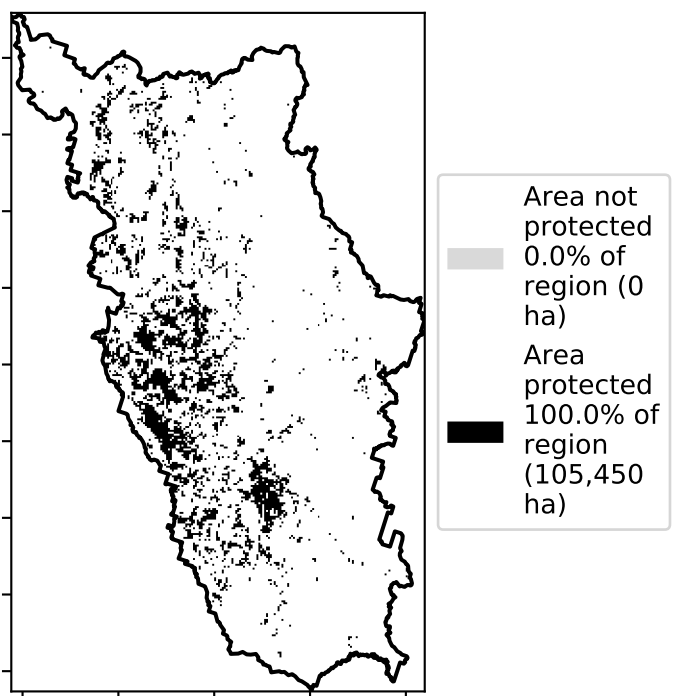 Area not
protected
0.0% of
region (0
ha)
Area
protected
100.0% of
region
(105,450
ha)